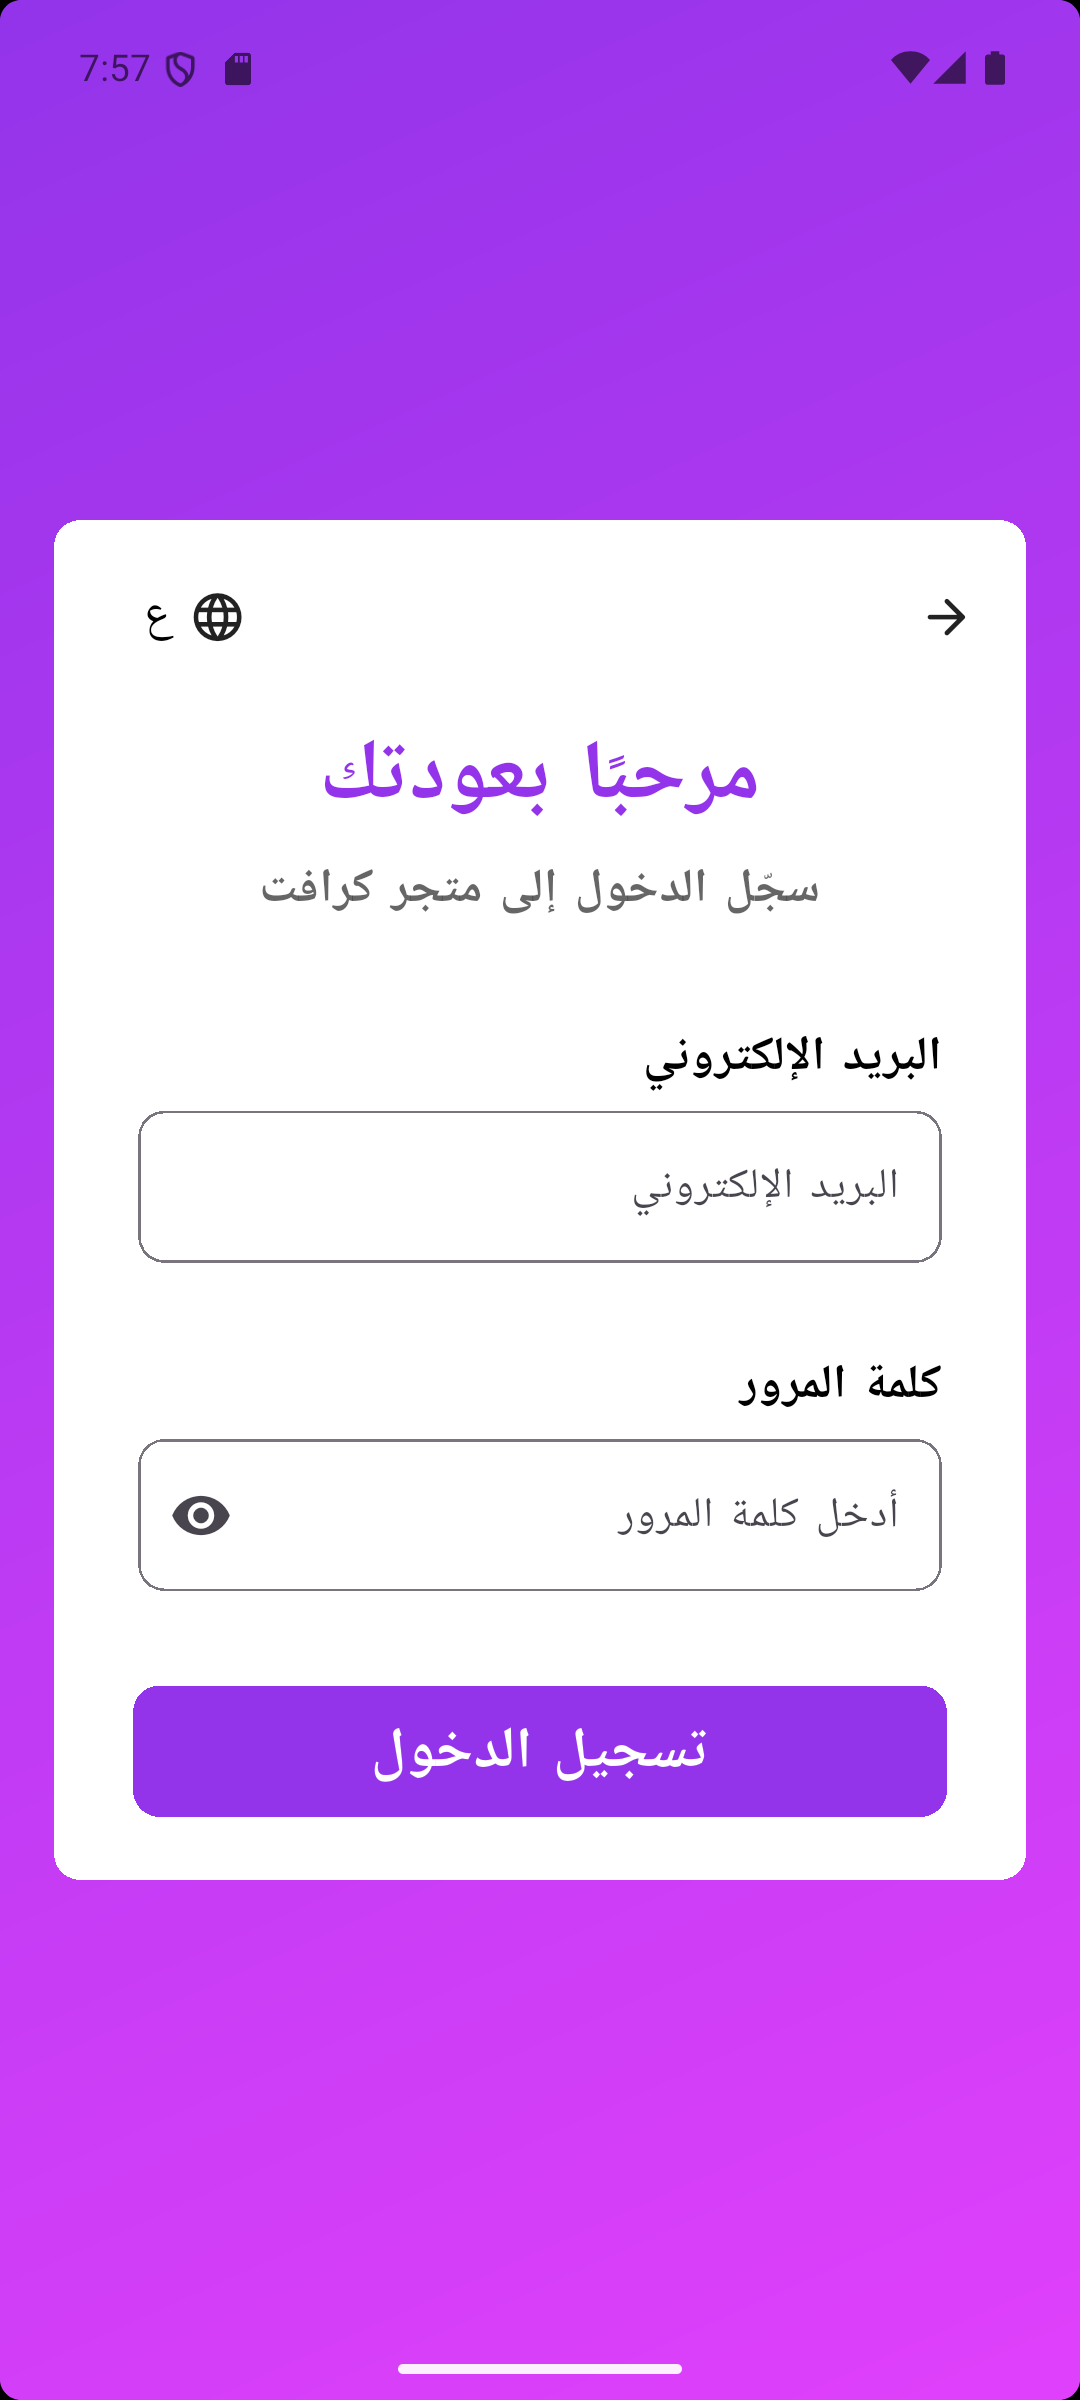 7:57
ع
مرحبًا بعودتك
سجّل الدخول إلى متجر كرافت
البريد الإلكتروني
البريد الإلكتروني
كلمة المرور
أدخل كلمة المرور
تسجيل الدخول